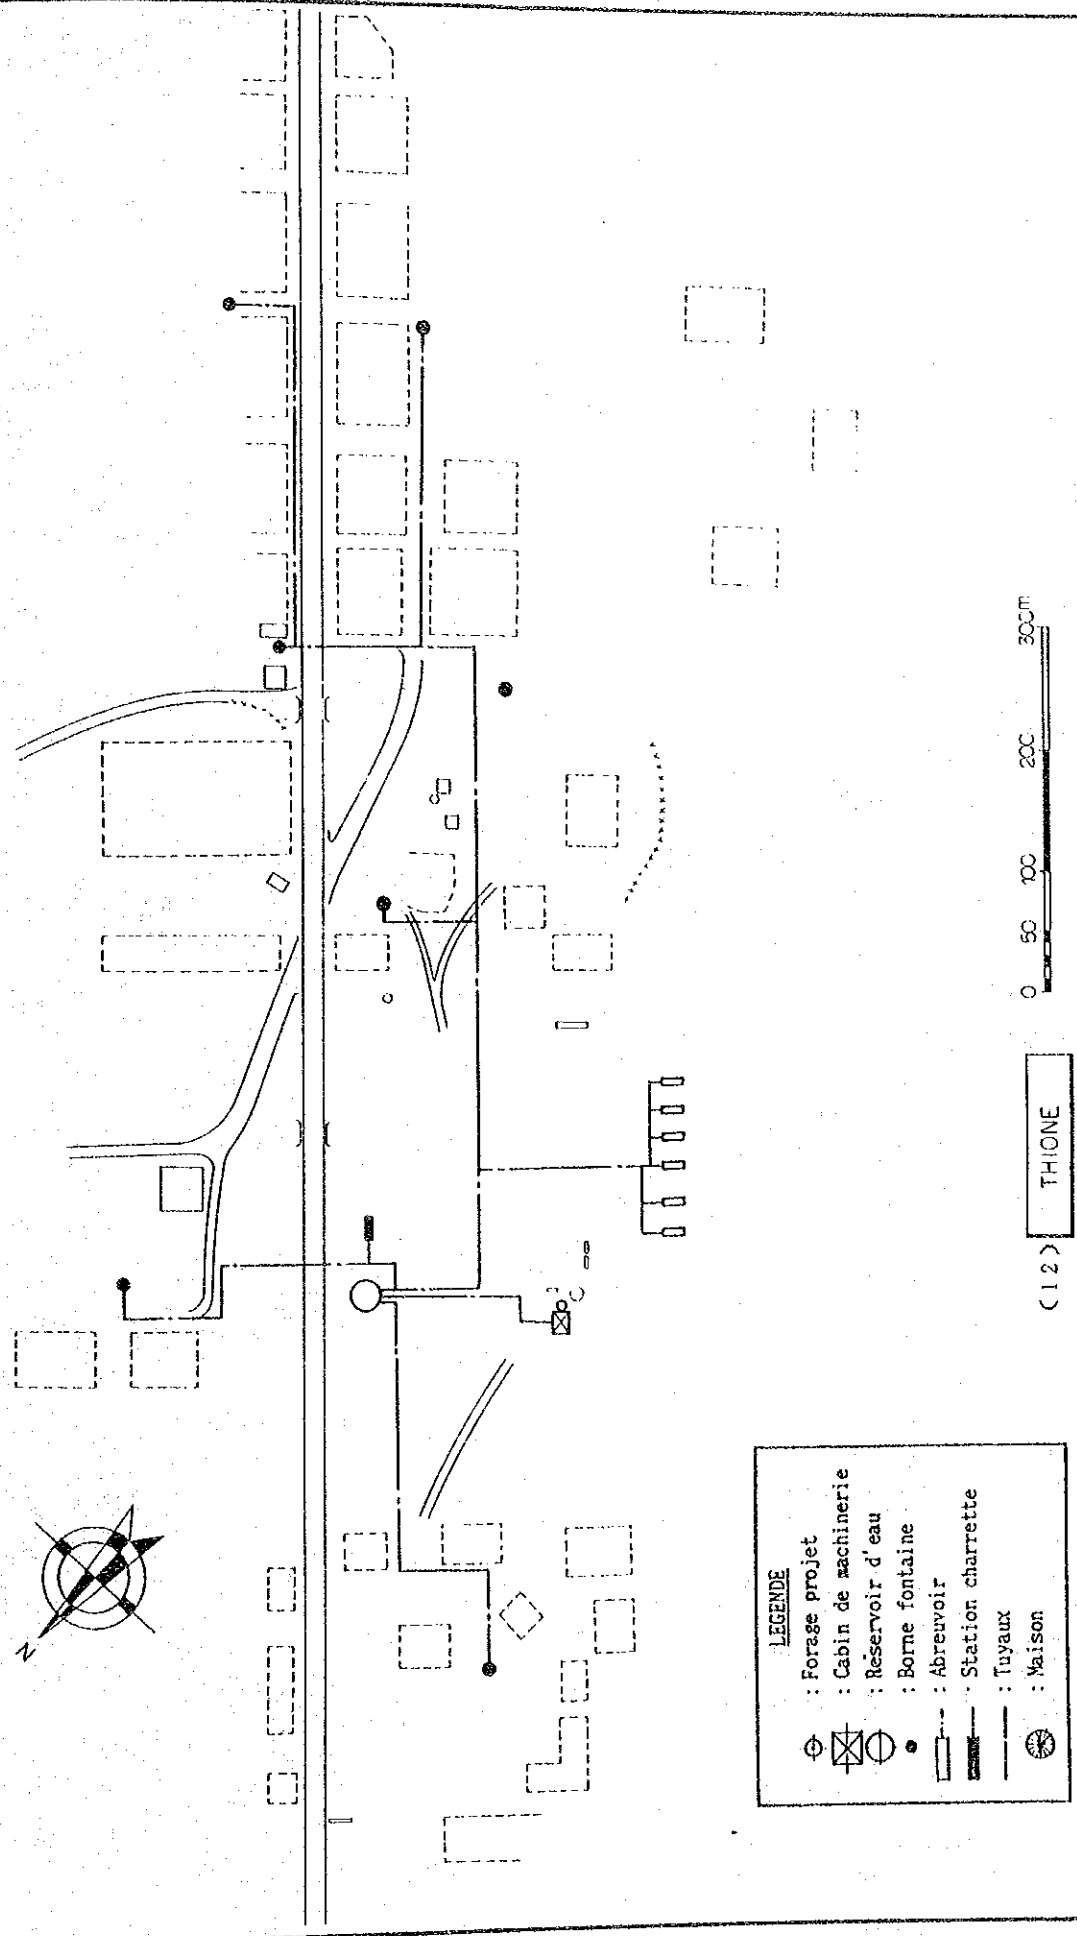 N
LEGENDE
: Forage projet
: Cabin de machinerie
: Réservoir d'eau
: Borne fontaine
: Abreuvoir
: Station charrette
: Tuyaux
: Maison
(12) THIONE
0 50 100 200 300m